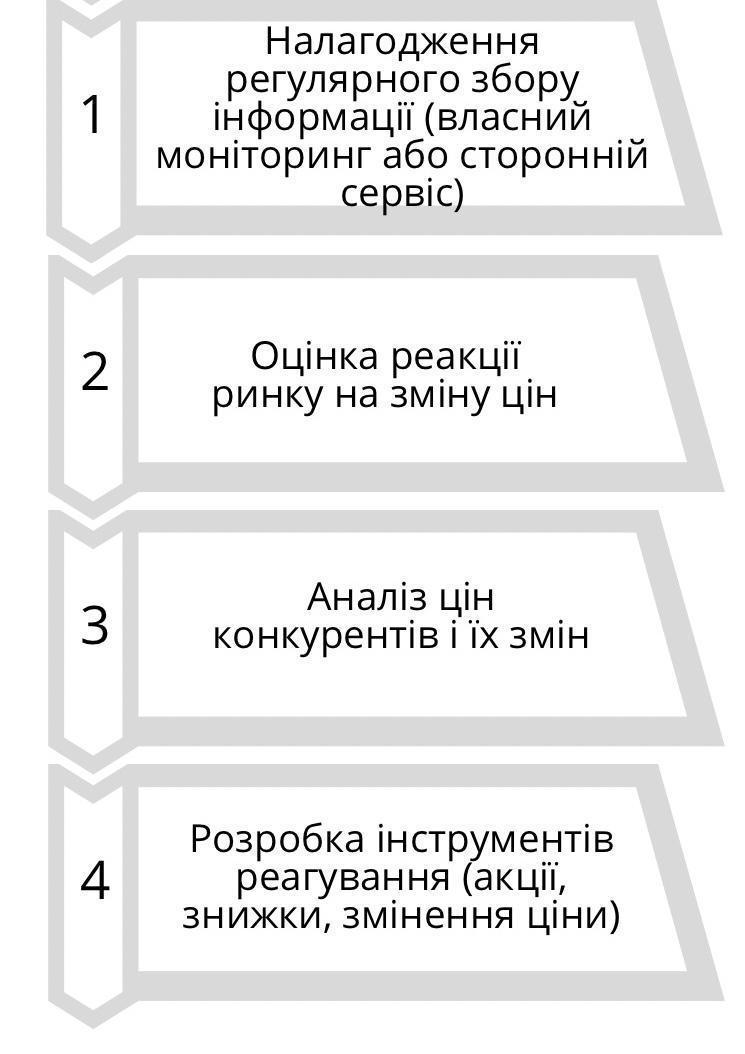 1
Налагодження
регулярного збору
інформації (власний
моніторинг або сторонній
сервіс)
2
Оцінка реакції
ринку на зміну цін
3
Аналіз цін
конкурентів і їх змін
4
Розробка інструментів
реагування (акції,
знижки, змінення ціни)